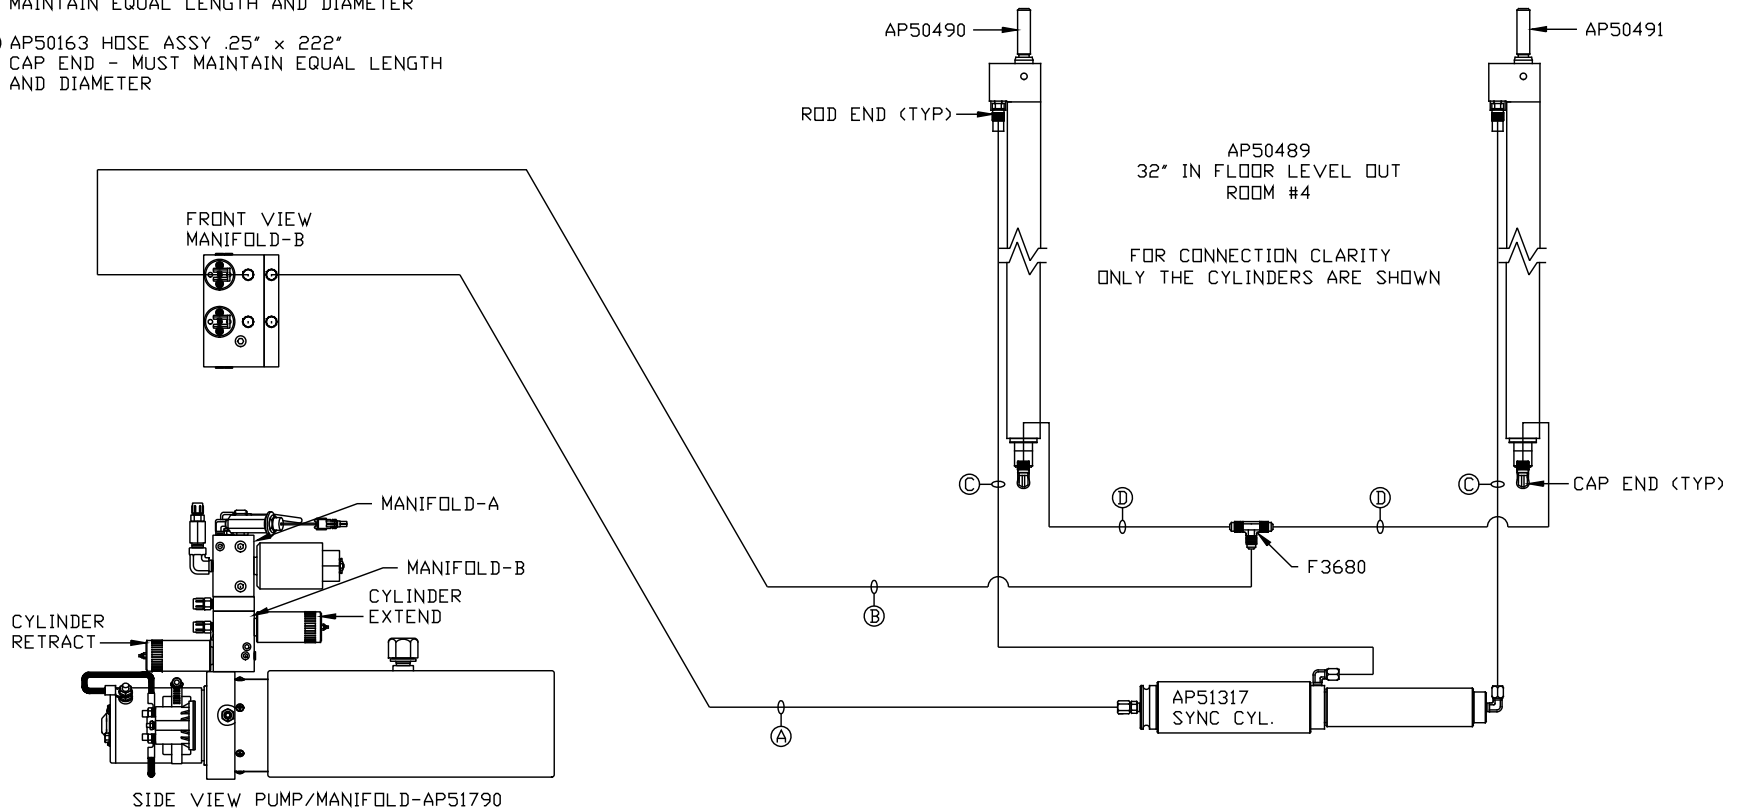 MAINTAIN EQUAL LENGTH AND DIAMETER
AP50163 HOSE ASSY .25" x 222"
CAP END - MUST MAINTAIN EQUAL LENGTH
AND DIAMETER
AP50490
AP50491
ROD END (TYP)
AP50489
32" IN FLOOR LEVEL OUT
ROOM #4
FOR CONNECTION CLARITY
ONLY THE CYLINDERS ARE SHOWN
FRONT VIEW
MANIFOLD-B
C
D
D
C
CAP END (TYP)
MANIFOLD-A
MANIFOLD-B
F3680
CYLINDER
EXTEND
B
CYLINDER
RETRACT
AP51317
SYNC CYL.
A
SIDE VIEW PUMP/MANIFOLD-AP51790